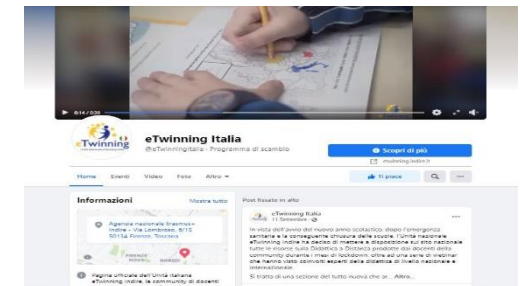 0:14 / 0:20
eTwinning
eTwinning Italia
@eTwinningItalia · Programma di scambio
Scopri di più
etwinning.indire.it
Home Eventi Video Foto Altro
Ti piace
Informazioni Mostra tutto
Agenzia nazionale Erasmus+
Indire - Via Lombroso, 6/15
50134 Firenze, Toscana
Pagina ufficiale dell'Unità italiana
eTwinning Indire, la community di docenti
Post fissato in alto
eTwinning Italia
11 Settembre ·
In vista dell'avvio del nuovo anno scolastico, dopo l'emergenza
sanitaria e la conseguente chiusura delle scuole, l'Unità nazionale
eTwinning Indire ha deciso di mettere a disposizione sul sito nazionale
tutte le risorse sulla Didattica a Distanza prodotte dai docenti della
community durante i mesi di lockdown, oltre ad una serie di webinar
che hanno visto coinvolti esperti della didattica di livello nazionale e
internazionale.
Si tratta di una sezione del tutto nuova che ar... Altro...